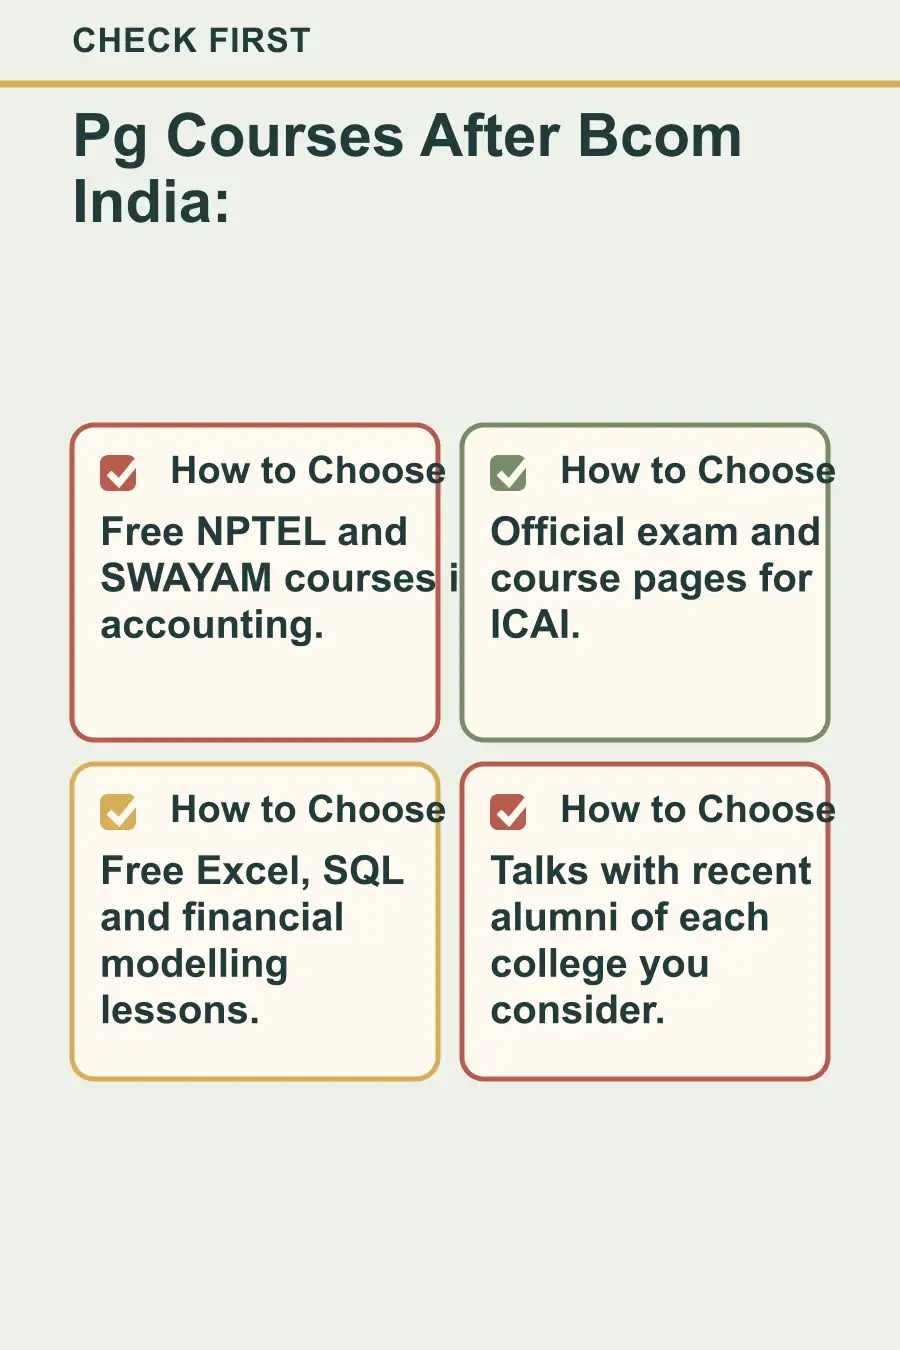 CHECK FIRST
Pg Courses After Bcom
India:
How to Choose
Free NPTEL and
SWAYAM courses i
accounting.
How to Choose
Official exam and
course pages for
ICAI.
How to Choose
Free Excel, SQL
and financial
modelling
lessons.
How to Choose
Talks with recent
alumni of each
college you
consider.